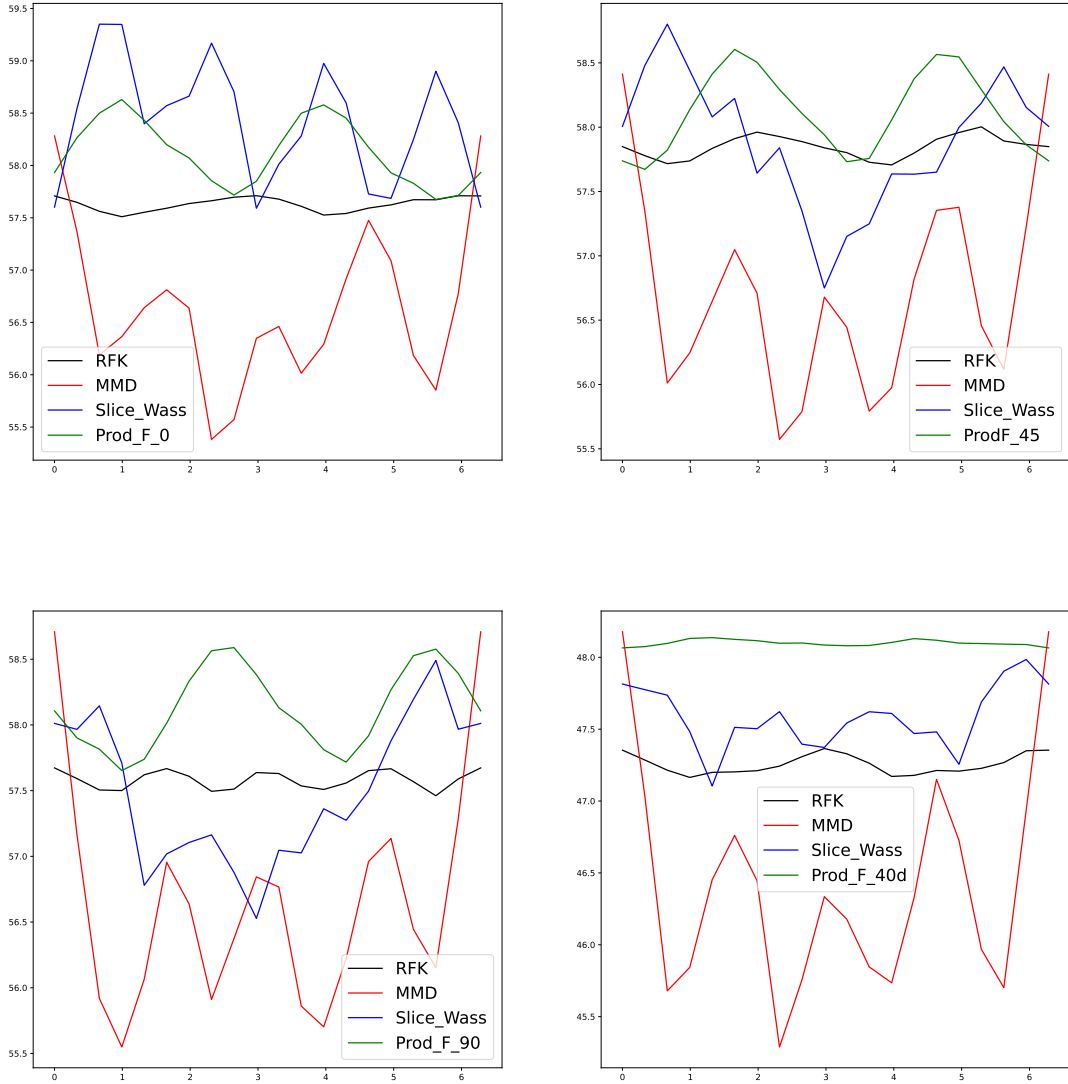 59.5
59.0
58.5
58.0
57.5
57.0
56.5
56.0
55.5
RFK
MMD
Slice_Wass
Prod_F_0
0 1 2 3 4 5 6
58.5
58.0
57.5
57.0
56.5
56.0
55.5
RFK
MMD
Slice_Wass
ProdF_45
0 1 2 3 4 5 6
58.5
58.0
57.5
57.0
56.5
56.0
55.5
RFK
MMD
Slice_Wass
Prod_F_90
0 1 2 3 4 5 6
48.0
47.5
47.0
46.5
46.0
45.5
RFK
MMD
Slice_Wass
Prod_F_40d
0 1 2 3 4 5 6